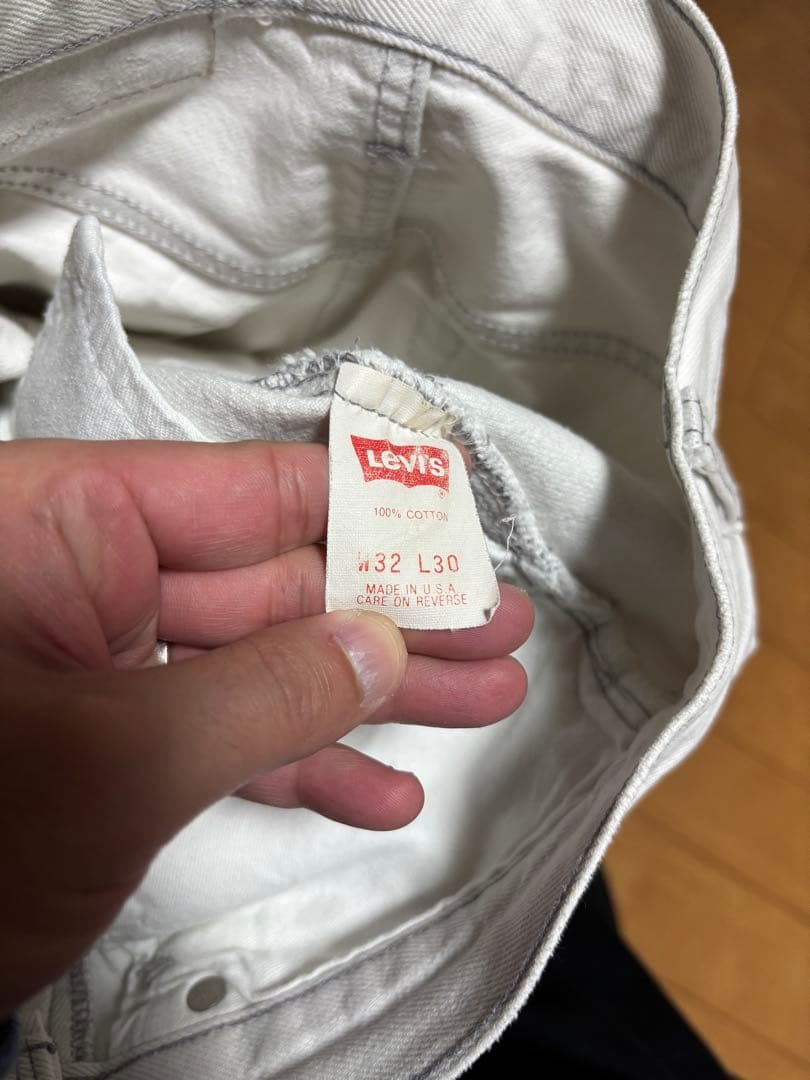 Levi's
®
100% COTTON
W32 L30
MADE IN U.S.A
CARE ON REVERSE